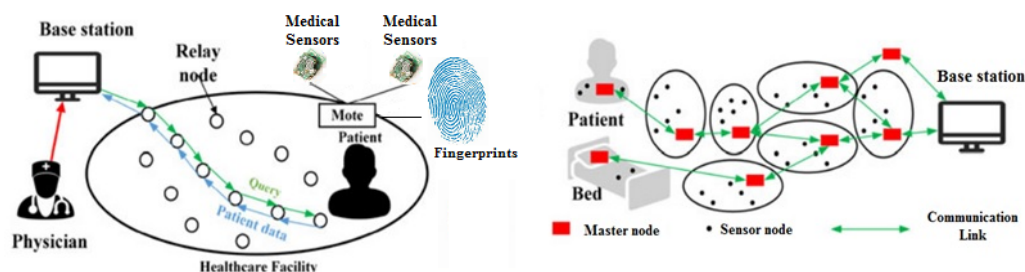 Base station
Relay
node
Medical
Sensors
Medical
Sensors
Mote
Patient
Fingerprints
Query
Patient data
Physician
Healthcare Facility
Patient
Base station
Bed
Master node
Sensor node
Communication
Link